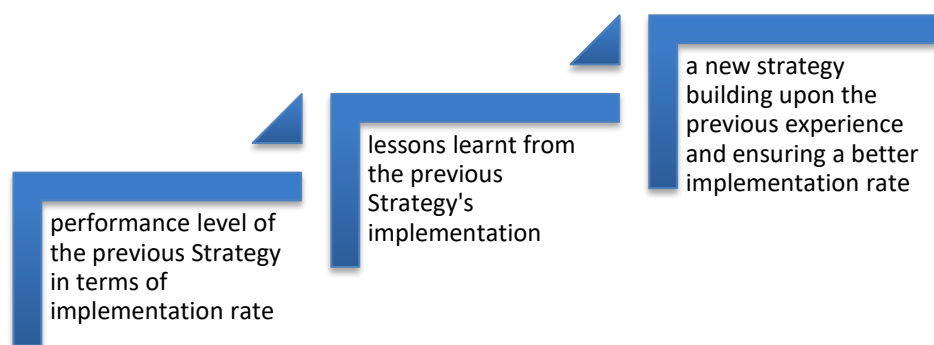 performance level of
the previous Strategy
in terms of
implementation rate
lessons learnt from
the previous
Strategy's
implementation
a new strategy
building upon the
previous experience
and ensuring a better
implementation rate